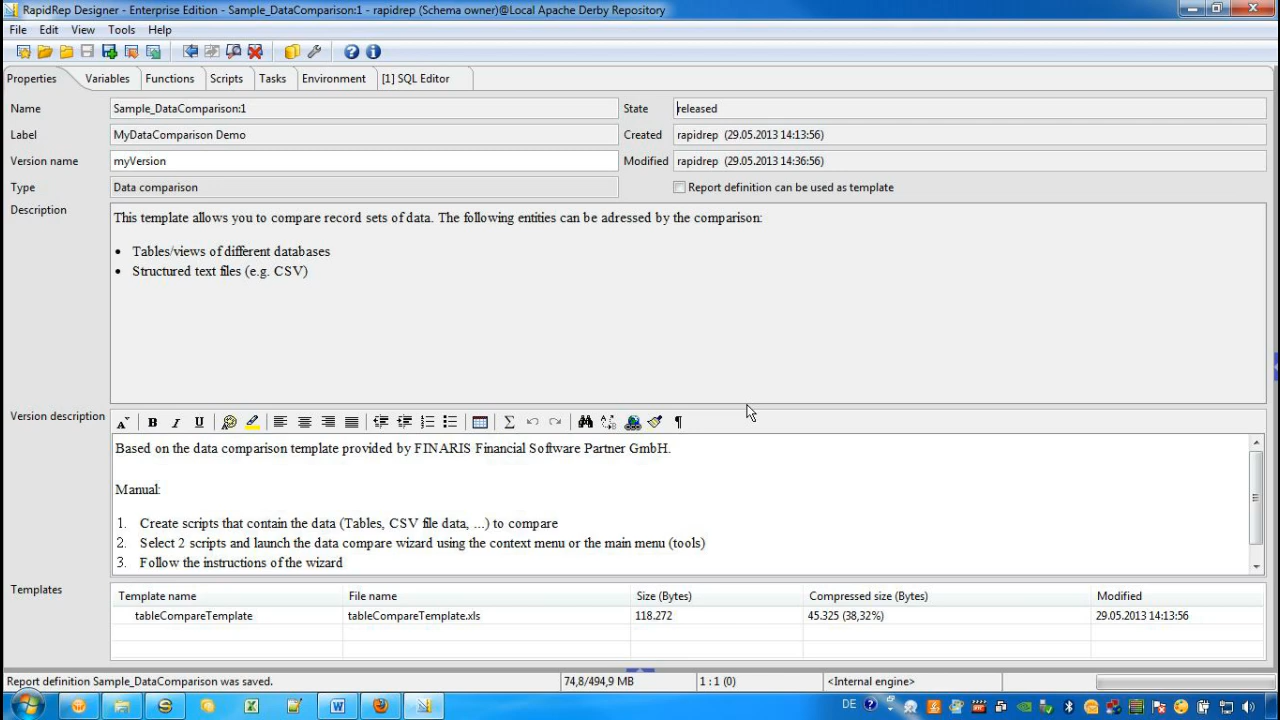 RapidRep Designer - Enterprise Edition - Sample_DataComparison:1 - rapidrep (Schema owner)@Local Apache Derby Repository
File Edit View Tools Help
Properties Variables Functions Scripts Tasks Environment [1] SQL Editor
Name Sample_DataComparison:1 State released
Label MyDataComparison Demo Created rapidrep (29.05.2013 14:13:56)
Version name myVersion Modified rapidrep (29.05.2013 14:36:56)
Type Data comparison Report definition can be used as template
Description This template allows you to compare record sets of data. The following entities can be adressed by the comparison:
• Tables/views of different databases
• Structured text files (e.g. CSV)
Version description
Based on the data comparison template provided by FINARIS Financial Software Partner GmbH.
Manual:
1. Create scripts that contain the data (Tables, CSV file data, ...) to compare
2. Select 2 scripts and launch the data compare wizard using the context menu or the main menu (tools)
3. Follow the instructions of the wizard
Templates Template name File name Size (Bytes) Compressed size (Bytes) Modified
tableCompareTemplate tableCompareTemplate.xls 118.272 45.325 (38,32%) 29.05.2013 14:13:56
Report definition Sample_DataComparison was saved. 74,8/494,9 MB 1 : 1 (0) <Internal engine>
DE